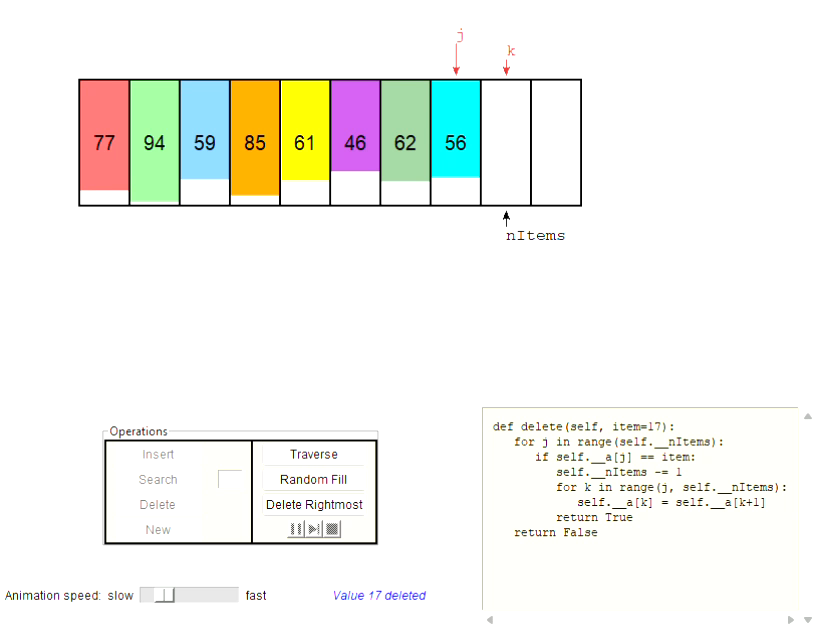 j
k
77 94 59 85 61 46 62 56
nItems
Operations
Insert
Traverse
Search
Random Fill
Delete
Delete Rightmost
New
Animation speed: slow fast
Value 17 deleted
def delete(self, item=17):
for j in range(self.__nItems):
if self.__a[j] == item:
self.__nItems -= 1
for k in range(j, self.__nItems):
self.__a[k] = self.__a[k+1]
return True
return False